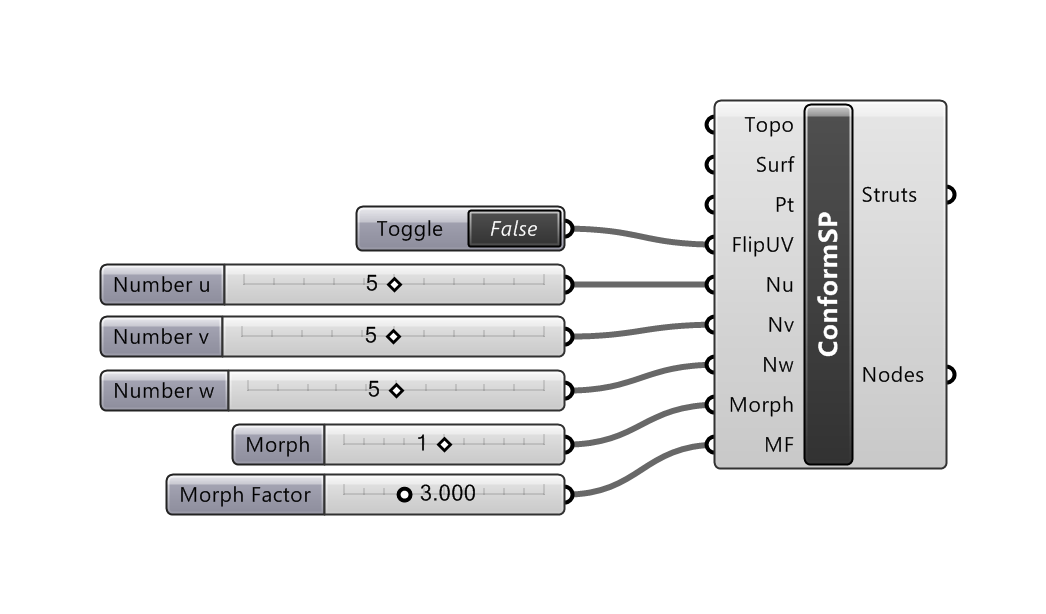 Topo
Surf
Pt
Toggle False
FlipUV
Number u 5
Nu
Number v 5
Nv
Number w 5
Nw
Morph 1
Morph
Morph Factor 3.000
MF
ConformSP
Struts
Nodes